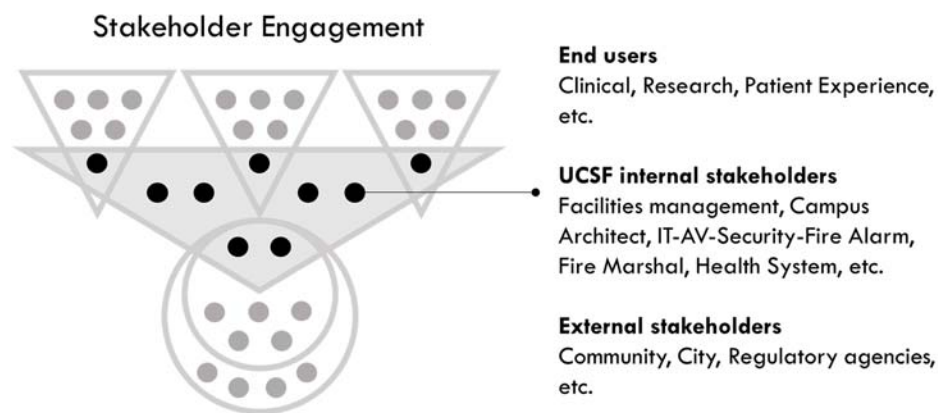 Stakeholder Engagement
End users
Clinical, Research, Patient Experience,
etc.
UCSF internal stakeholders
Facilities management, Campus
Architect, IT-AV-Security-Fire Alarm,
Fire Marshal, Health System, etc.
External stakeholders
Community, City, Regulatory agencies,
etc.